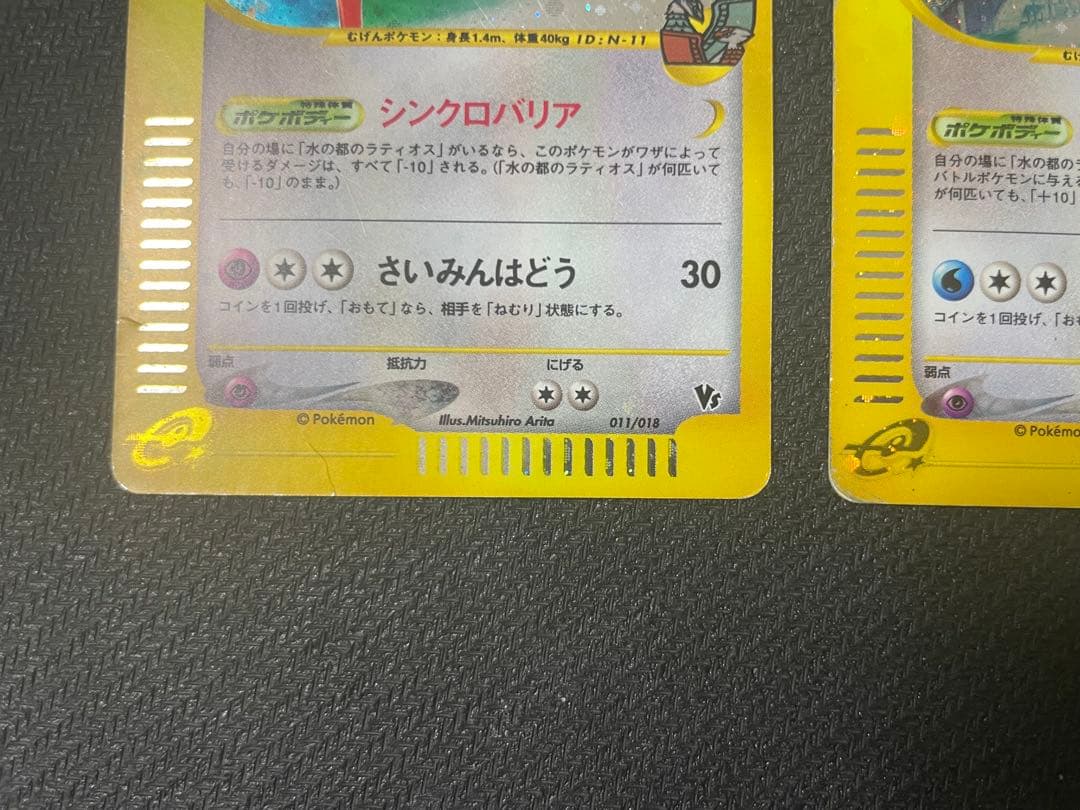 むげんポケモン：身長1.4m、体重40kg ID:N-11
特殊体質
ポケボディー シンクロバリア
自分の場に「水の都のラティオス」がいるなら、このポケモンがワザによって
受けるダメージは、すべて「-10」される。（「水の都のラティオス」が何匹いて
も、「-10」のまま。）
さいみんはどう 30
コインを1回投げ、「おもて」なら、相手を「ねむり」状態にする。
弱点 抵抗力 にげる
Vs
© Pokémon Illus.Mitsuhiro Arita 011/018
e
むげ
特殊体質
ポケボディー
自分の場に「水の都のラ
バトルポケモンに与える
が何匹いても、「＋10」
コインを1回投げ、「おも
弱点
© Pokémo
e